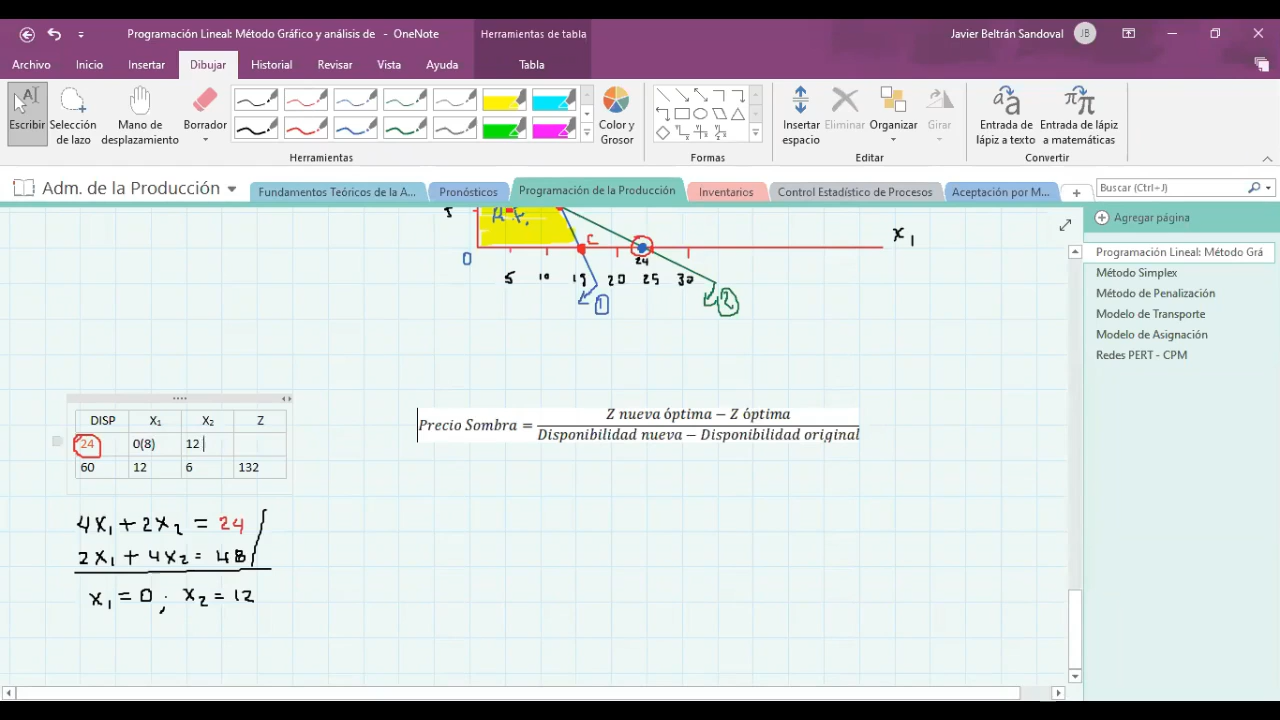 Programación Lineal: Método Gráfico y análisis de - OneNote
Herramientas de tabla
Javier Beltrán Sandoval JB
Archivo Inicio Insertar Dibujar Historial Revisar Vista Ayuda Tabla
Escribir
Selección de lazo
Mano de desplazamiento
Borrador
Color y Grosor
Insertar espacio
Eliminar
Organizar
Girar
Entrada de lápiz a texto
Entrada de lápiz a matemáticas
Herramientas Formas Editar Convertir
Adm. de la Producción
Fundamentos Teóricos de la A...
Pronósticos
Programación de la Producción
Inventarios
Control Estadístico de Procesos
Aceptación por M...
Buscar (Ctrl+J)
Agregar página
Programación Lineal: Método Grá
Método Simplex
Método de Penalización
Modelo de Transporte
Modelo de Asignación
Redes PERT - CPM
5
C
x₁
0
24
5 10 15 20 25 30
1 2
DISP X₁ X₂ Z
24 0(8) 12
60 12 6 132
Precio Sombra = Z nueva óptima − Z óptima
Disponibilidad nueva − Disponibilidad original
4X₁ + 2X₂ = 24
2X₁ + 4X₂ = 48
X₁ = 0 ; X₂ = 12